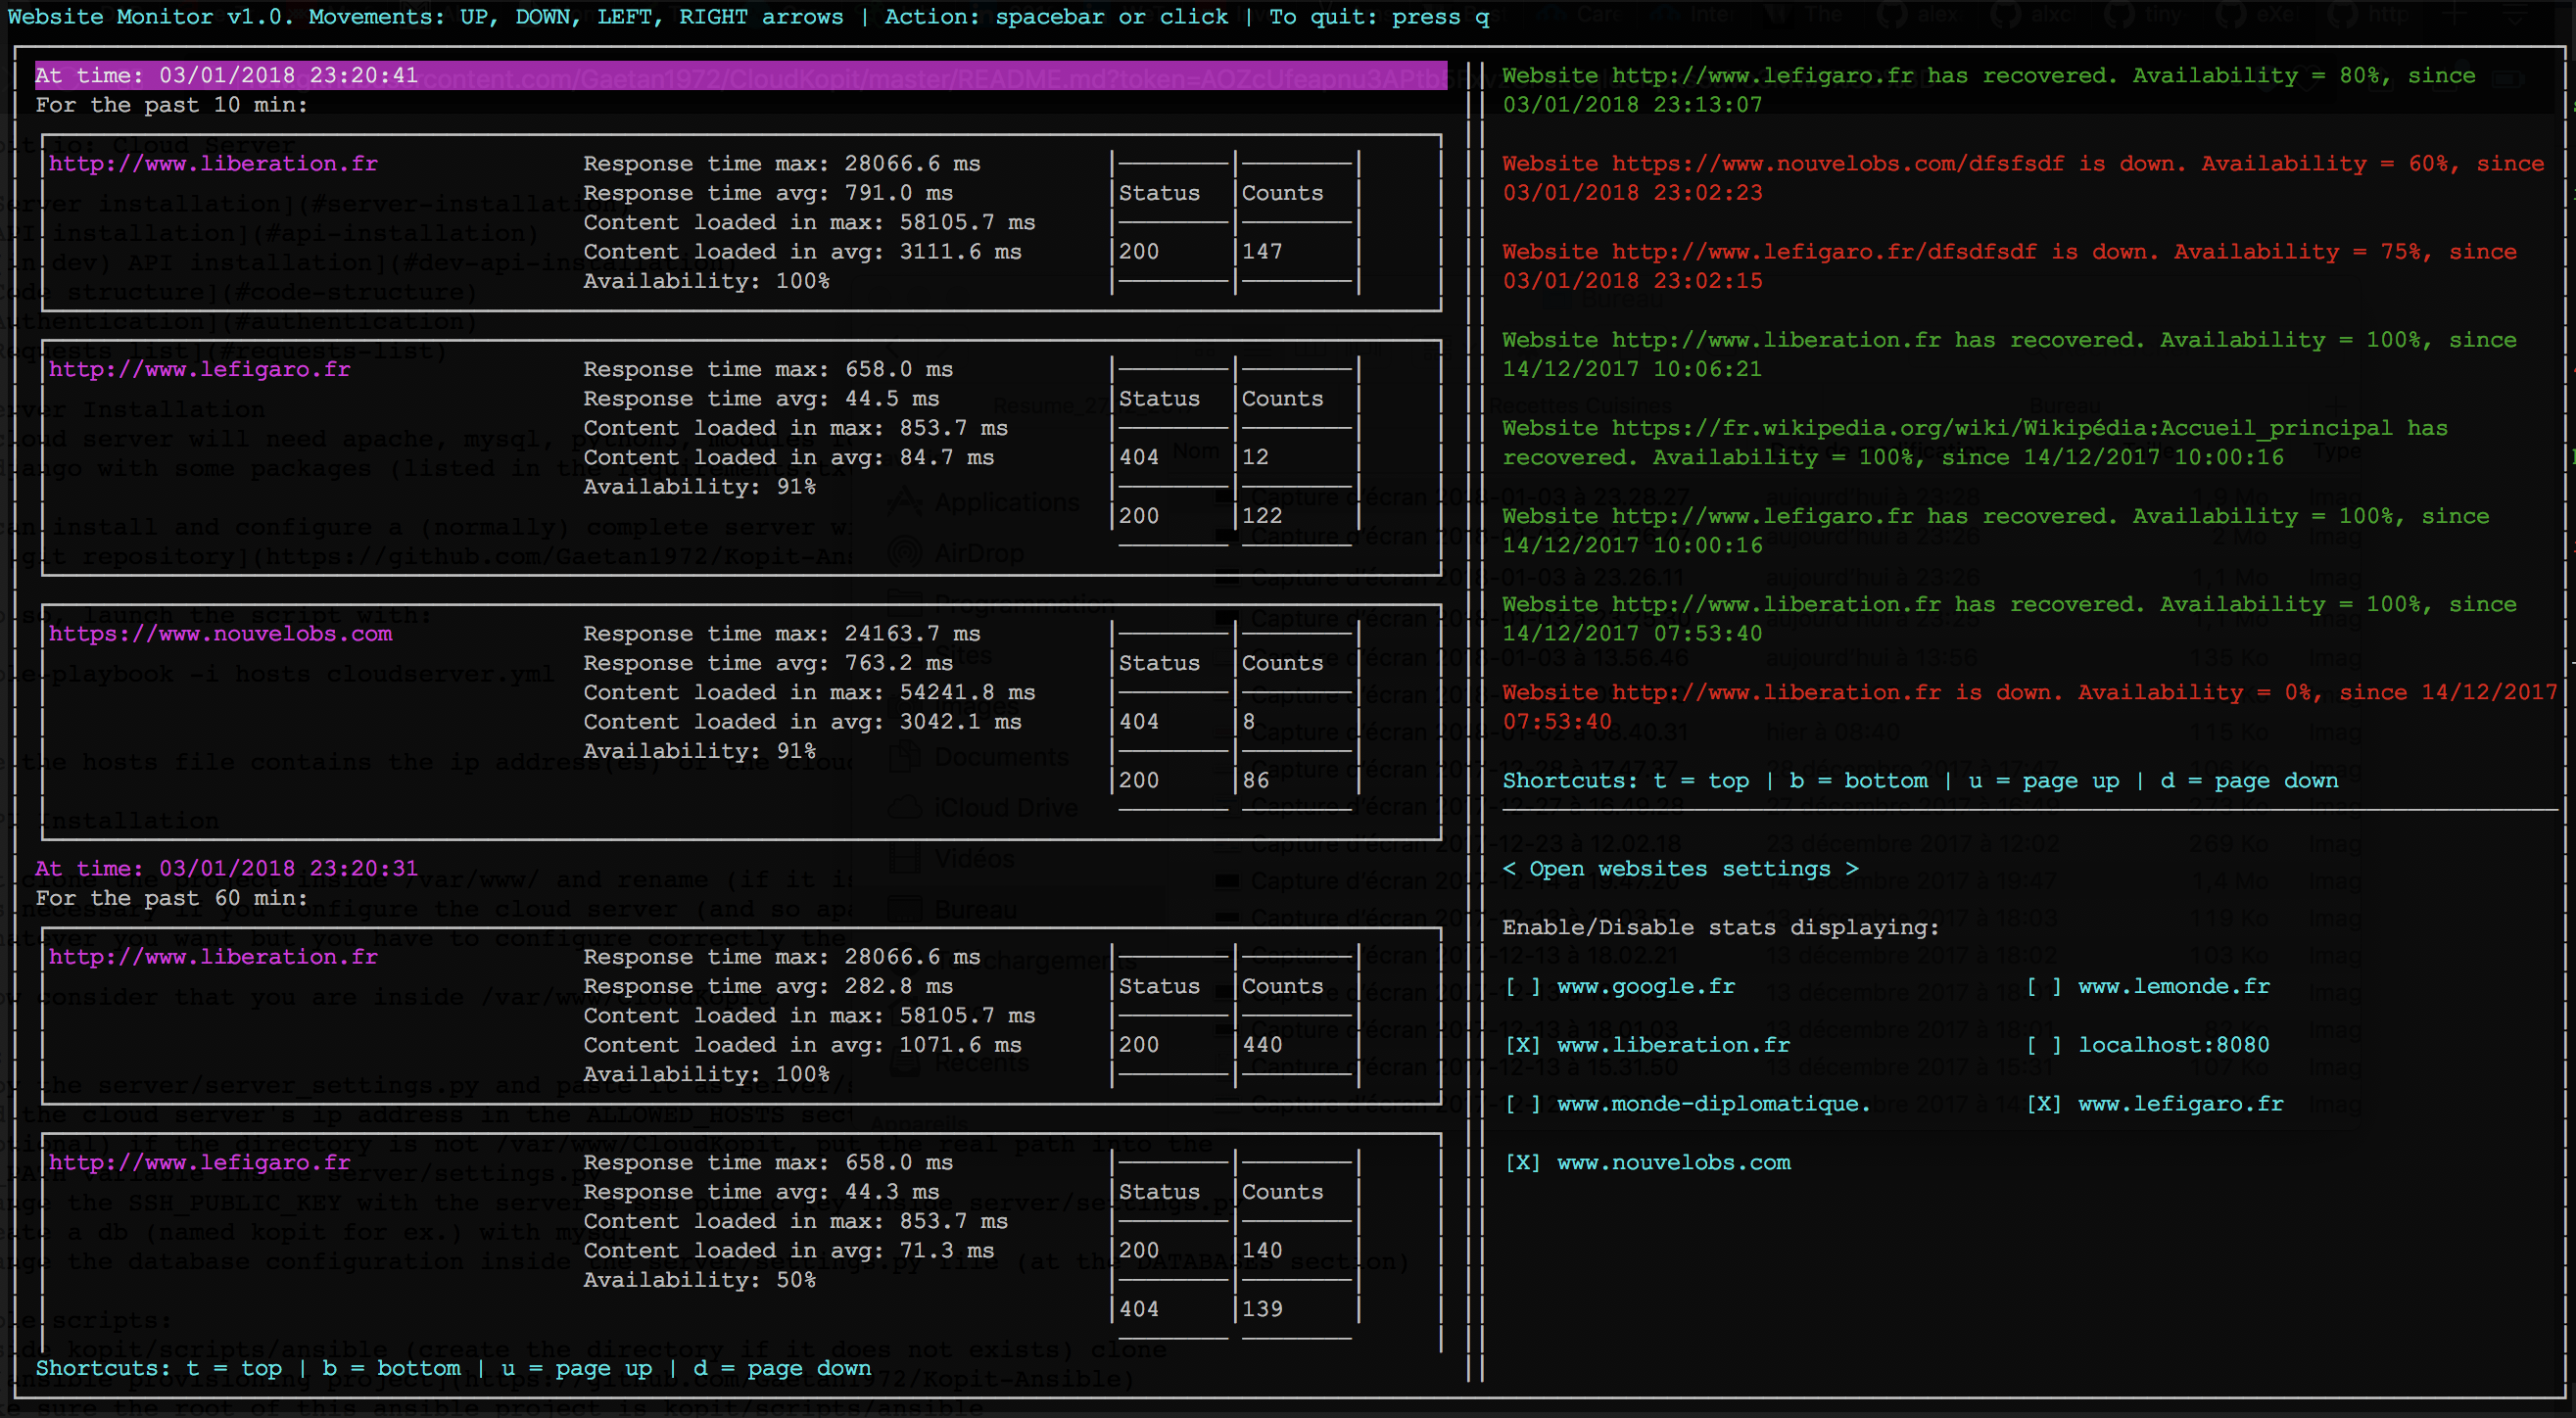 Website Monitor v1.0. Movements: UP, DOWN, LEFT, RIGHT arrows | Action: spacebar or click | To quit: press q
At time: 03/01/2018 23:20:41
For the past 10 min:
http://www.liberation.fr
Response time max: 28066.6 ms
Response time avg: 791.0 ms
Content loaded in max: 58105.7 ms
Content loaded in avg: 3111.6 ms
Availability: 100%
Status Counts
200 147
http://www.lefigaro.fr
Response time max: 658.0 ms
Response time avg: 44.5 ms
Content loaded in max: 853.7 ms
Content loaded in avg: 84.7 ms
Availability: 91%
Status Counts
404 12
200 122
https://www.nouvelobs.com
Response time max: 24163.7 ms
Response time avg: 763.2 ms
Content loaded in max: 54241.8 ms
Content loaded in avg: 3042.1 ms
Availability: 91%
Status Counts
404 8
200 86
At time: 03/01/2018 23:20:31
For the past 60 min:
http://www.liberation.fr
Response time max: 28066.6 ms
Response time avg: 282.8 ms
Content loaded in max: 58105.7 ms
Content loaded in avg: 1071.6 ms
Availability: 100%
Status Counts
200 440
http://www.lefigaro.fr
Response time max: 658.0 ms
Response time avg: 44.3 ms
Content loaded in max: 853.7 ms
Content loaded in avg: 71.3 ms
Availability: 50%
Status Counts
200 140
404 139
Shortcuts: t = top | b = bottom | u = page up | d = page down
Website http://www.lefigaro.fr has recovered. Availability = 80%, since
03/01/2018 23:13:07
Website https://www.nouvelobs.com/dfsfsdf is down. Availability = 60%, since
03/01/2018 23:02:23
Website http://www.lefigaro.fr/dfsdfsdf is down. Availability = 75%, since
03/01/2018 23:02:15
Website http://www.liberation.fr has recovered. Availability = 100%, since
14/12/2017 10:06:21
Website https://fr.wikipedia.org/wiki/Wikipédia:Accueil_principal has
recovered. Availability = 100%, since 14/12/2017 10:00:16
Website http://www.lefigaro.fr has recovered. Availability = 100%, since
14/12/2017 10:00:16
Website http://www.liberation.fr has recovered. Availability = 100%, since
14/12/2017 07:53:40
Website http://www.liberation.fr is down. Availability = 0%, since 14/12/2017
07:53:40
Shortcuts: t = top | b = bottom | u = page up | d = page down
< Open websites settings >
Enable/Disable stats displaying:
[ ] www.google.fr [ ] www.lemonde.fr
[X] www.liberation.fr [ ] localhost:8080
[ ] www.monde-diplomatique. [X] www.lefigaro.fr
[X] www.nouvelobs.com